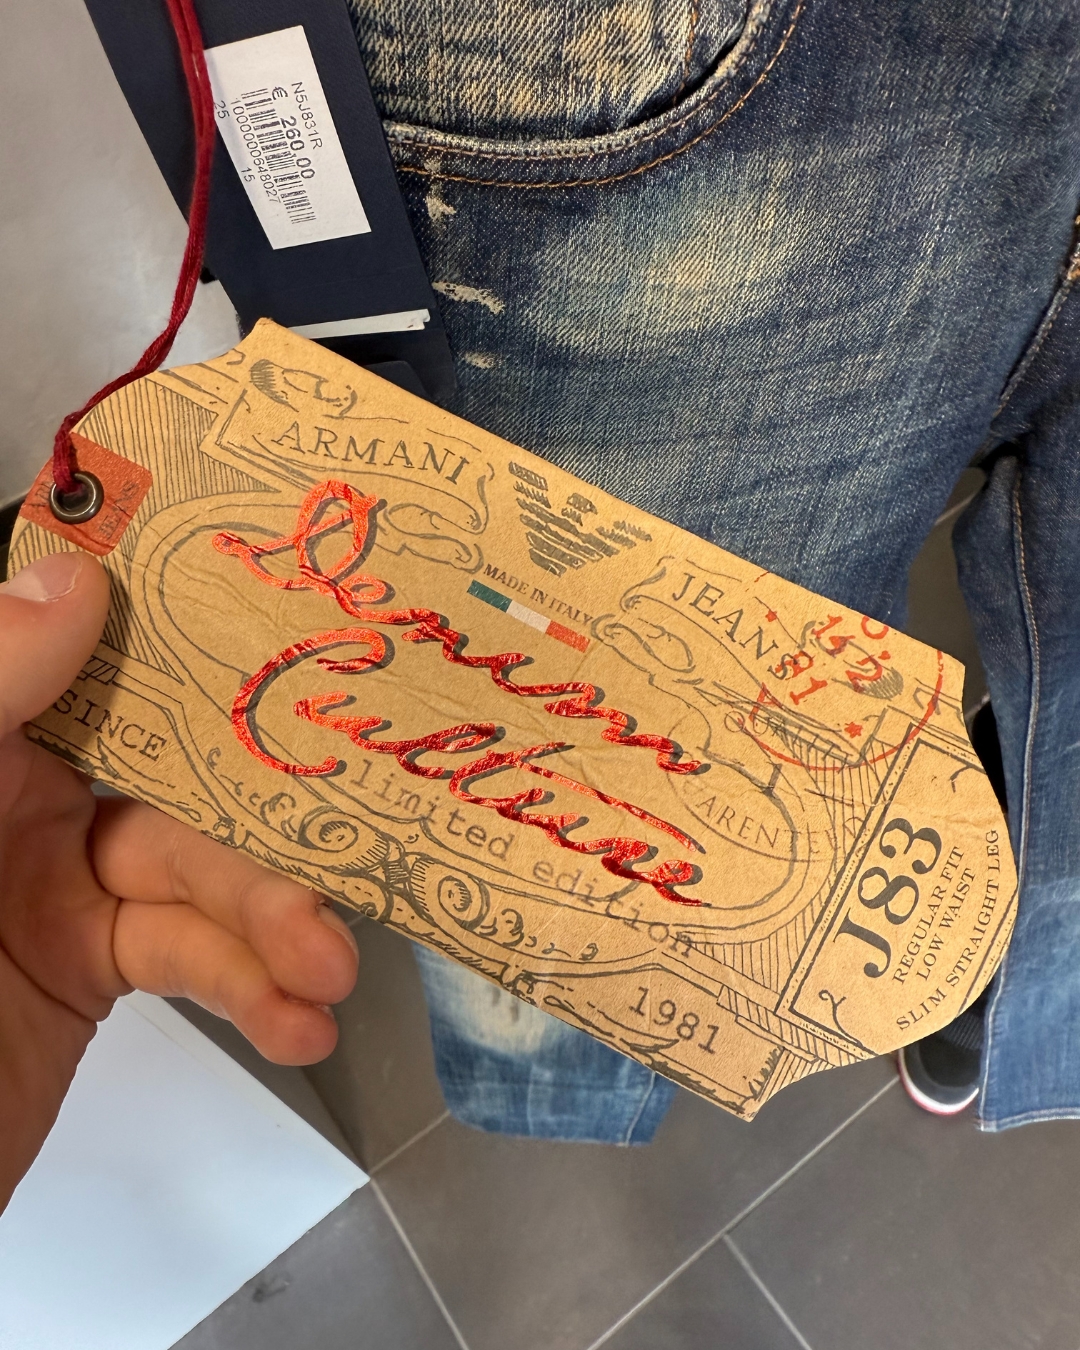 N5J831R
€ 260.00
1000000648027
25 15
ARMANI
JEANS
MADE IN ITALY
Denim
Culture
limited edition
SINCE
1981
J83
REGULAR FIT
LOW WAIST
SLIM STRAIGHT LEG